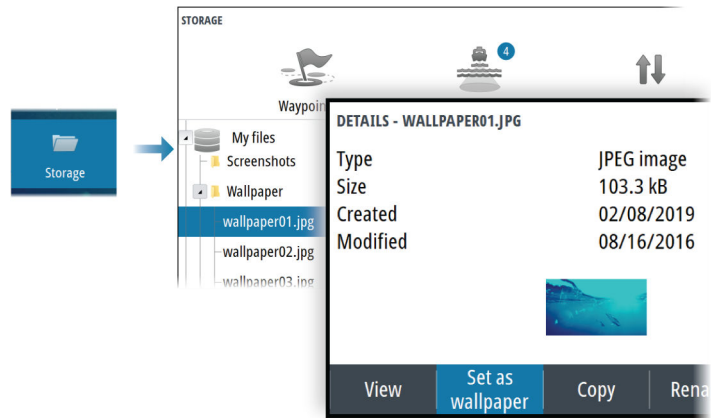 Storage
STORAGE
4
Waypoin
My files
Screenshots
Wallpaper
wallpaper01.jpg
wallpaper02.jpg
wallpaper03.jpg
DETAILS - WALLPAPER01.JPG
Type JPEG image
Size 103.3 kB
Created 02/08/2019
Modified 08/16/2016
View
Set as
wallpaper
Copy
Rena